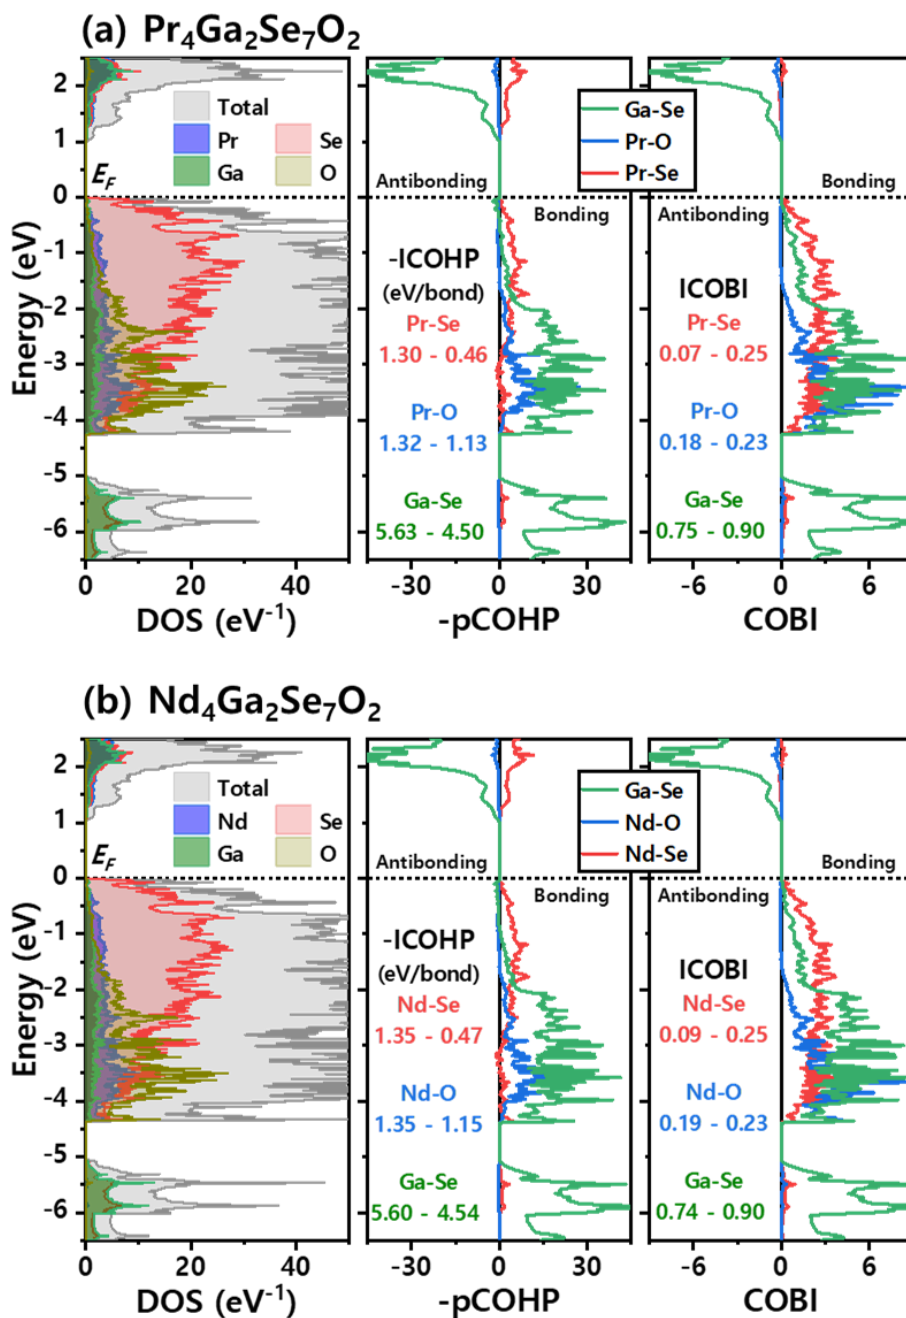 (a) Pr₄Ga₂Se₇O₂
Energy (eV)
2
1
0
-1
-2
-3
-4
-5
-6
Total
Pr
Se
Ga
O
E_F
0
20
40
DOS (eV⁻¹)
Antibonding
Bonding
-ICOHP
(eV/bond)
Pr-Se
1.30 - 0.46
Pr-O
1.32 - 1.13
Ga-Se
5.63 - 4.50
-30
0
30
-pCOHP
Ga-Se
Pr-O
Pr-Se
Bonding
Antibonding
ICOBI
Pr-Se
0.07 - 0.25
Pr-O
0.18 - 0.23
Ga-Se
0.75 - 0.90
-6
0
6
COBI
(b) Nd₄Ga₂Se₇O₂
Energy (eV)
2
1
0
-1
-2
-3
-4
-5
-6
Total
Nd
Se
Ga
O
E_F
0
20
40
DOS (eV⁻¹)
Antibonding
Bonding
-ICOHP
(eV/bond)
Nd-Se
1.35 - 0.47
Nd-O
1.35 - 1.15
Ga-Se
5.60 - 4.54
-30
0
30
-pCOHP
Ga-Se
Nd-O
Nd-Se
Bonding
Antibonding
ICOBI
Nd-Se
0.09 - 0.25
Nd-O
0.19 - 0.23
Ga-Se
0.74 - 0.90
-6
0
6
COBI